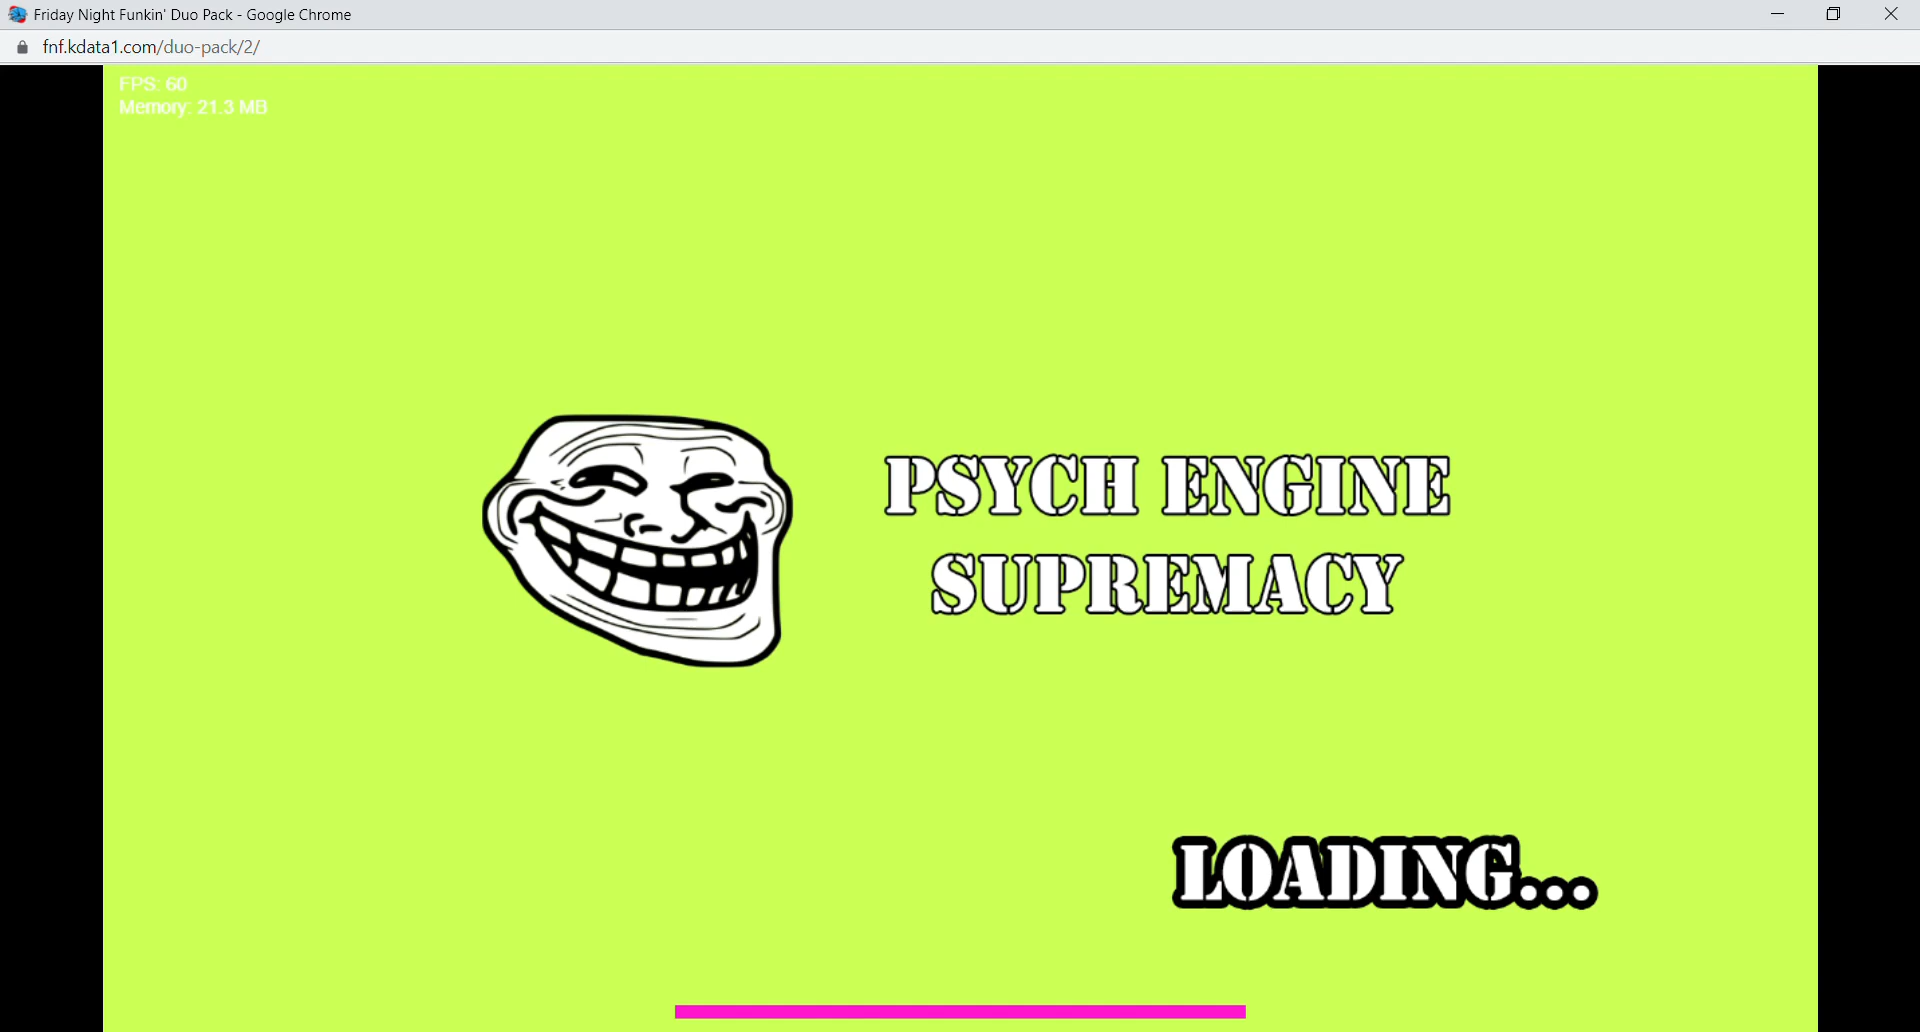 Friday Night Funkin' Duo Pack - Google Chrome
fnf.kdata1.com/duo-pack/2/
FPS: 60
Memory: 21.3 MB
PSYCH ENGINE
SUPREMACY
LOADING...